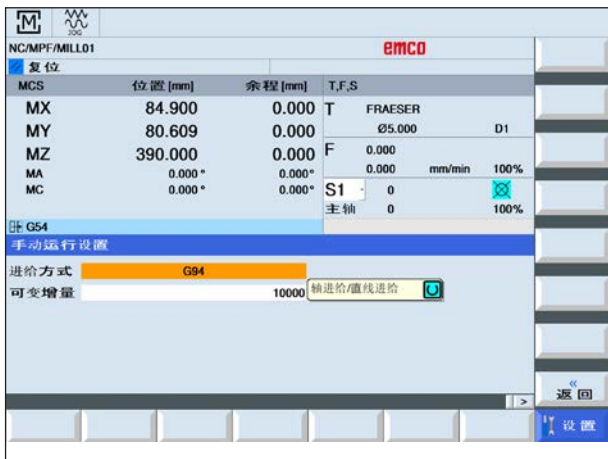 M JOG
NC/MPF/MILL01 emco
复位
MCS 位置[mm] 余程[mm] T,F,S
MX 84.900 0.000 T FRAESER
MY 80.609 0.000 Ø5.000 D1
MZ 390.000 0.000 F 0.000
MA 0.000° 0.000° 0.000 mm/min 100%
MC 0.000° 0.000° S1 0
主轴 0 100%
G54
手动运行设置
进给方式 G94
可变增量 10000 轴进给/直线进给
«
返回
>
设置